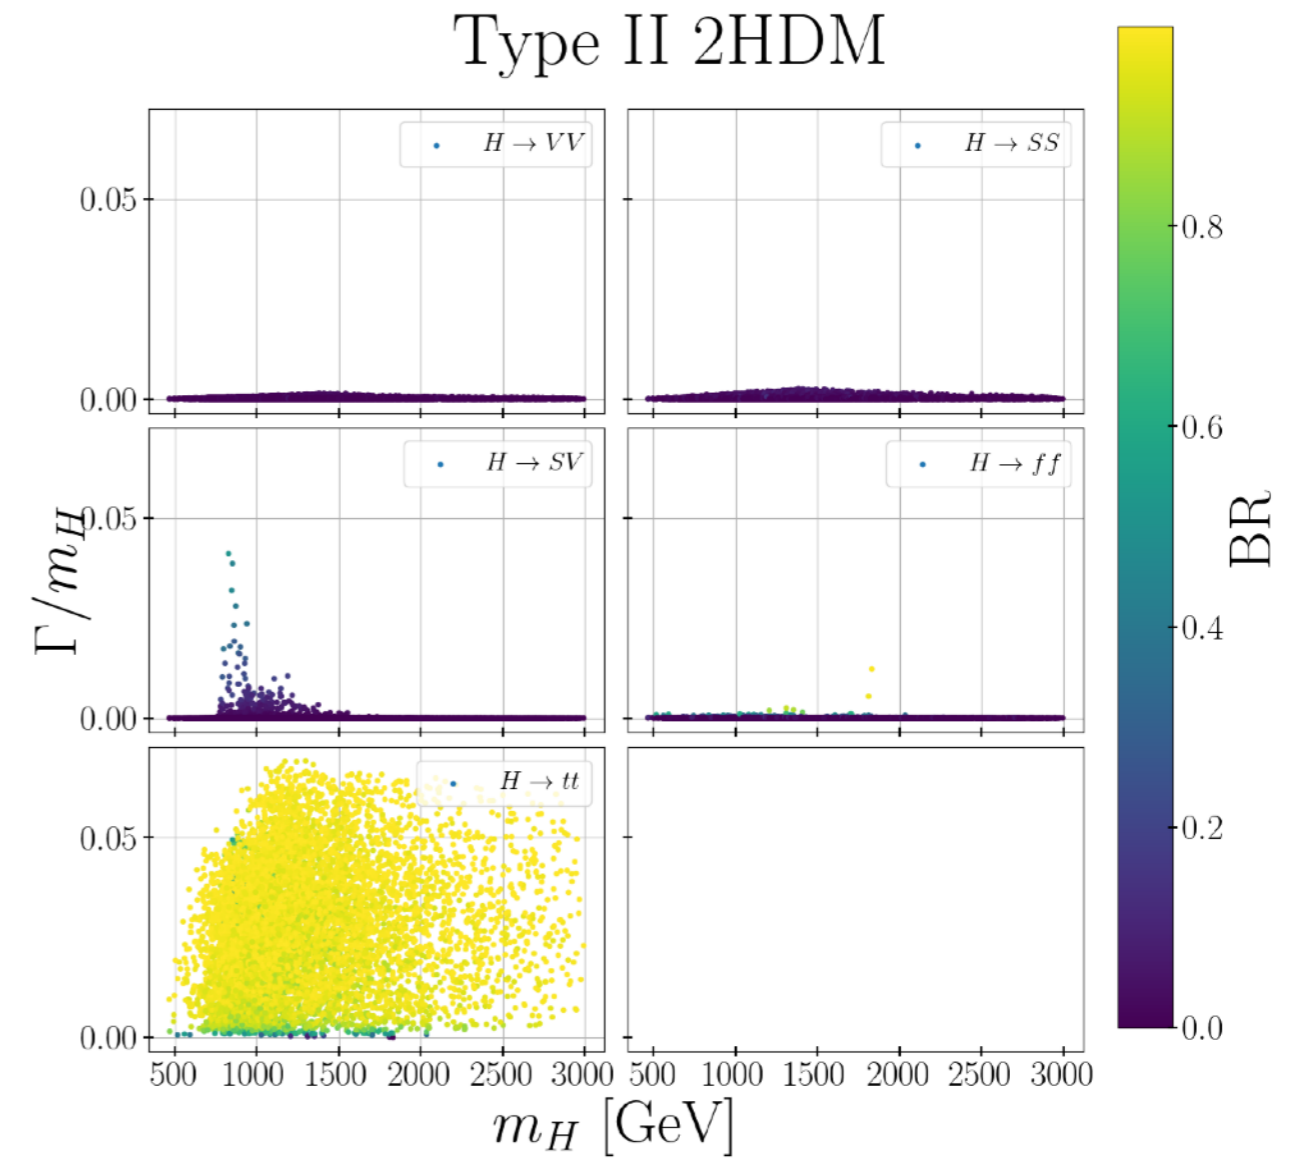 Type II 2HDM
H → VV
H → SS
0.05
0.00
H → SV
H → ff
0.05
0.00
H → tt
0.05
0.00
500 1000 1500 2000 2500 3000
500 1000 1500 2000 2500 3000
m_H [GeV]
Γ/m_H
0.8
0.6
0.4
0.2
0.0
BR